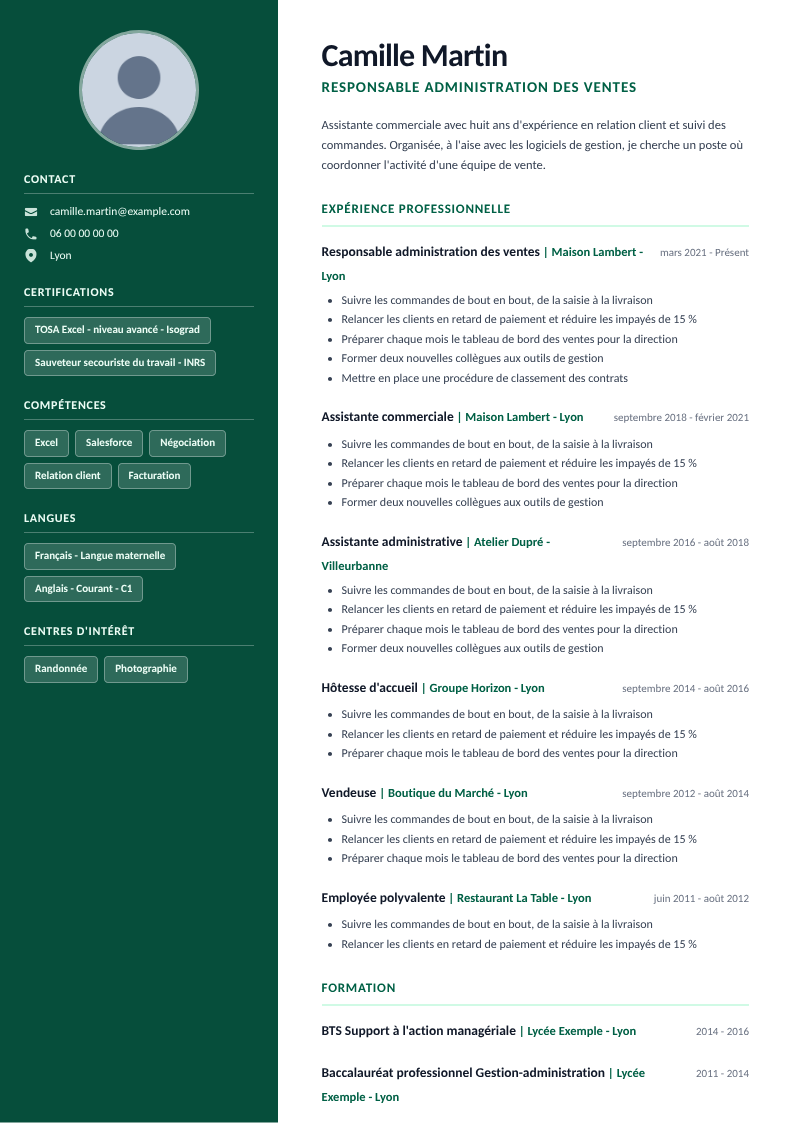 CONTACT
camille.martin@example.com
06 00 00 00 00
Lyon
CERTIFICATIONS
TOSA Excel - niveau avancé - Isograd
Sauveteur secouriste du travail - INRS
COMPÉTENCES
Excel
Salesforce
Négociation
Relation client
Facturation
LANGUES
Français - Langue maternelle
Anglais - Courant - C1
CENTRES D'INTÉRÊT
Randonnée
Photographie
Camille Martin
RESPONSABLE ADMINISTRATION DES VENTES
Assistante commerciale avec huit ans d'expérience en relation client et suivi des
commandes. Organisée, à l'aise avec les logiciels de gestion, je cherche un poste où
coordonner l'activité d'une équipe de vente.
EXPÉRIENCE PROFESSIONNELLE
Responsable administration des ventes | Maison Lambert - mars 2021 - Présent
Lyon
• Suivre les commandes de bout en bout, de la saisie à la livraison
• Relancer les clients en retard de paiement et réduire les impayés de 15 %
• Préparer chaque mois le tableau de bord des ventes pour la direction
• Former deux nouvelles collègues aux outils de gestion
• Mettre en place une procédure de classement des contrats
Assistante commerciale | Maison Lambert - Lyon septembre 2018 - février 2021
• Suivre les commandes de bout en bout, de la saisie à la livraison
• Relancer les clients en retard de paiement et réduire les impayés de 15 %
• Préparer chaque mois le tableau de bord des ventes pour la direction
• Former deux nouvelles collègues aux outils de gestion
Assistante administrative | Atelier Dupré - septembre 2016 - août 2018
Villeurbanne
• Suivre les commandes de bout en bout, de la saisie à la livraison
• Relancer les clients en retard de paiement et réduire les impayés de 15 %
• Préparer chaque mois le tableau de bord des ventes pour la direction
• Former deux nouvelles collègues aux outils de gestion
Hôtesse d'accueil | Groupe Horizon - Lyon septembre 2014 - août 2016
• Suivre les commandes de bout en bout, de la saisie à la livraison
• Relancer les clients en retard de paiement et réduire les impayés de 15 %
• Préparer chaque mois le tableau de bord des ventes pour la direction
Vendeuse | Boutique du Marché - Lyon septembre 2012 - août 2014
• Suivre les commandes de bout en bout, de la saisie à la livraison
• Relancer les clients en retard de paiement et réduire les impayés de 15 %
• Préparer chaque mois le tableau de bord des ventes pour la direction
Employée polyvalente | Restaurant La Table - Lyon juin 2011 - août 2012
• Suivre les commandes de bout en bout, de la saisie à la livraison
• Relancer les clients en retard de paiement et réduire les impayés de 15 %
FORMATION
BTS Support à l'action managériale | Lycée Exemple - Lyon 2014 - 2016
Baccalauréat professionnel Gestion-administration | Lycée 2011 - 2014
Exemple - Lyon